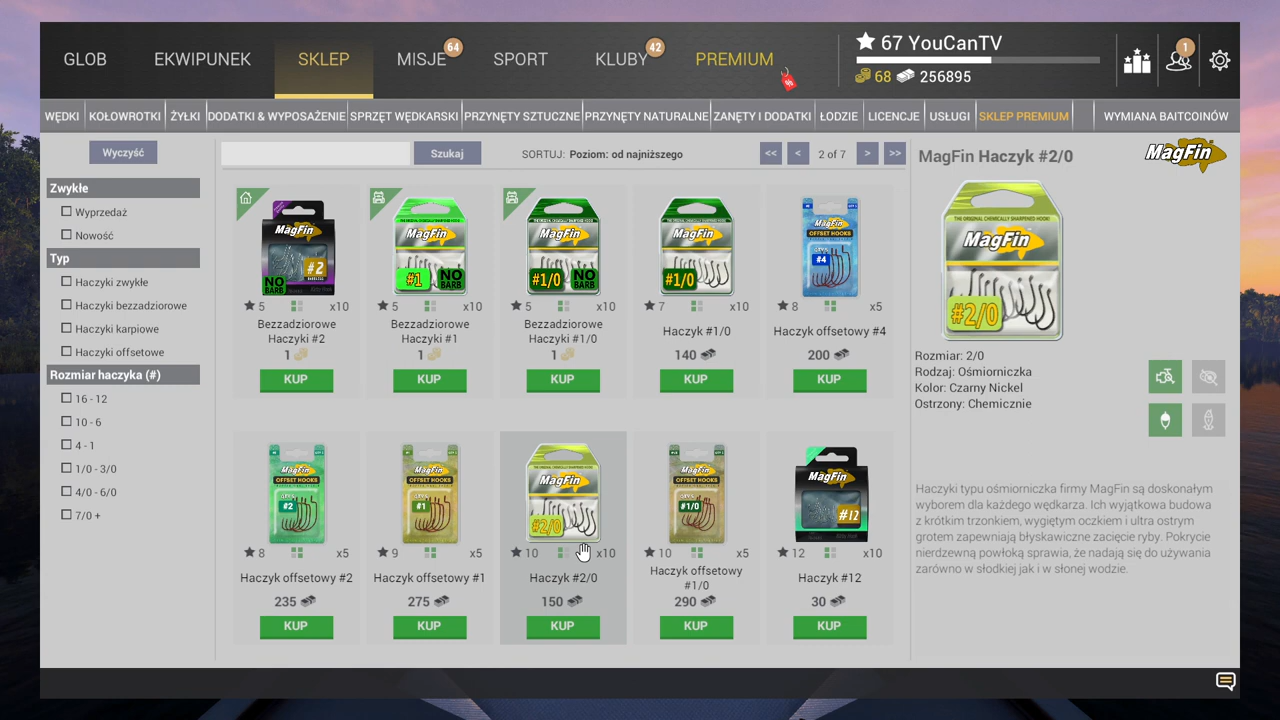 GLOB EKWIPUNEK SKLEP MISJE 64 SPORT KLUBY 42 PREMIUM % 67 YouCanTV 1
68 256895
WĘDKI KOŁOWROTKI ŻYŁKI DODATKI & WYPOSAŻENIE SPRZĘT WĘDKARSKI PRZYNĘTY SZTUCZNE PRZYNĘTY NATURALNE ZANĘTY I DODATKI ŁODZIE LICENCJE USŁUGI SKLEP PREMIUM WYMIANA BAITCOINÓW
Wyczyść
Szukaj
SORTUJ: Poziom: od najniższego
<< < 2 of 7 > >>
Zwykłe
Wyprzedaż
Nowość
Typ
Haczyki zwykłe
Haczyki bezzadziorowe
Haczyki karpiowe
Haczyki offsetowe
Rozmiar haczyka (#)
16 - 12
10 - 6
4 - 1
1/0 - 3/0
4/0 - 6/0
7/0 +
MagFin #2 NO BARB
5 x10
Bezzadziorowe
Haczyki #2
1
KUP
MagFin #1 NO BARB
5 x10
Bezzadziorowe
Haczyki #1
1
KUP
MagFin #1/0 NO BARB
5 x10
Bezzadziorowe
Haczyki #1/0
1
KUP
MagFin #1/0
7 x10
Haczyk #1/0
140
KUP
MagFin OFFSET HOOKS #4
8 x5
Haczyk offsetowy #4
200
KUP
MagFin OFFSET HOOKS #2
8 x5
Haczyk offsetowy #2
235
KUP
MagFin OFFSET HOOKS #1
9 x5
Haczyk offsetowy #1
275
KUP
MagFin #2/0
10 x10
Haczyk #2/0
150
KUP
MagFin OFFSET HOOKS #1/0
10 x5
Haczyk offsetowy
#1/0
290
KUP
MagFin #12
12 x10
Haczyk #12
30
KUP
MagFin Haczyk #2/0
MagFin
THE ORIGINAL CHEMICALLY SHARPENED HOOK!
MagFin
#2/0
Rozmiar: 2/0
Rodzaj: Ośmiorniczka
Kolor: Czarny Nickel
Ostrzony: Chemicznie
Haczyki typu ośmiorniczka firmy MagFin są doskonałym
wyborem dla każdego wędkarza. Ich wyjątkowa budowa
z krótkim trzonkiem, wygiętym oczkiem i ultra ostrym
grotem zapewniają błyskawiczne zacięcie ryby. Pokrycie
nierdzewną powłoką sprawia, że nadają się do używania
zarówno w słodkiej jak i w słonej wodzie.